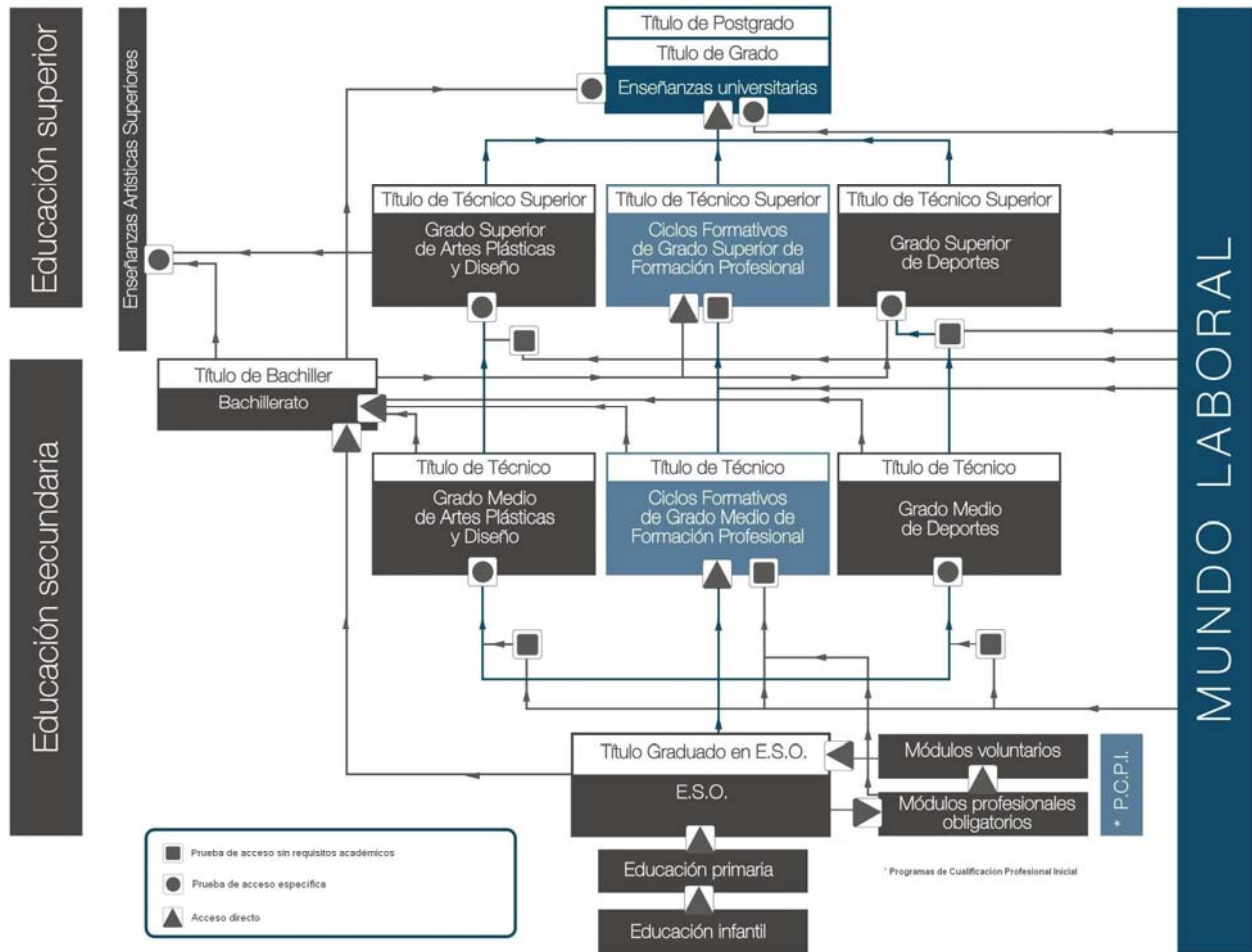 Educación superior
Enseñanzas Artísticas Superiores
Título de Postgrado
Título de Grado
Enseñanzas universitarias
Título de Técnico Superior
Grado Superior
de Artes Plásticas
y Diseño
Título de Técnico Superior
Ciclos Formativos
de Grado Superior de
Formación Profesional
Título de Técnico Superior
Grado Superior
de Deportes
MUNDO LABORAL
Educación secundaria
Título de Bachiller
Bachillerato
Título de Técnico
Grado Medio
de Artes Plásticas
y Diseño
Título de Técnico
Ciclos Formativos
de Grado Medio de
Formación Profesional
Título de Técnico
Grado Medio
de Deportes
Título Graduado en E.S.O.
E.S.O.
Módulos voluntarios
Módulos profesionales
obligatorios
* P.C.P.I.
Educación primaria
Educación infantil
* Programas de Cualificación Profesional Inicial
Prueba de acceso sin requisitos académicos
Prueba de acceso específica
Acceso directo